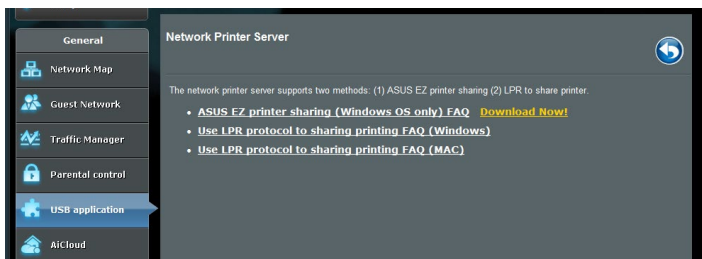 General
Network Map
Guest Network
Traffic Manager
Parental control
USB application
AiCloud
Network Printer Server
The network printer server supports two methods: (1) ASUS EZ printer sharing (2) LPR to share printer.
ASUS EZ printer sharing (Windows OS only) FAQ Download Now!
Use LPR protocol to sharing printing FAQ (Windows)
Use LPR protocol to sharing printing FAQ (MAC)